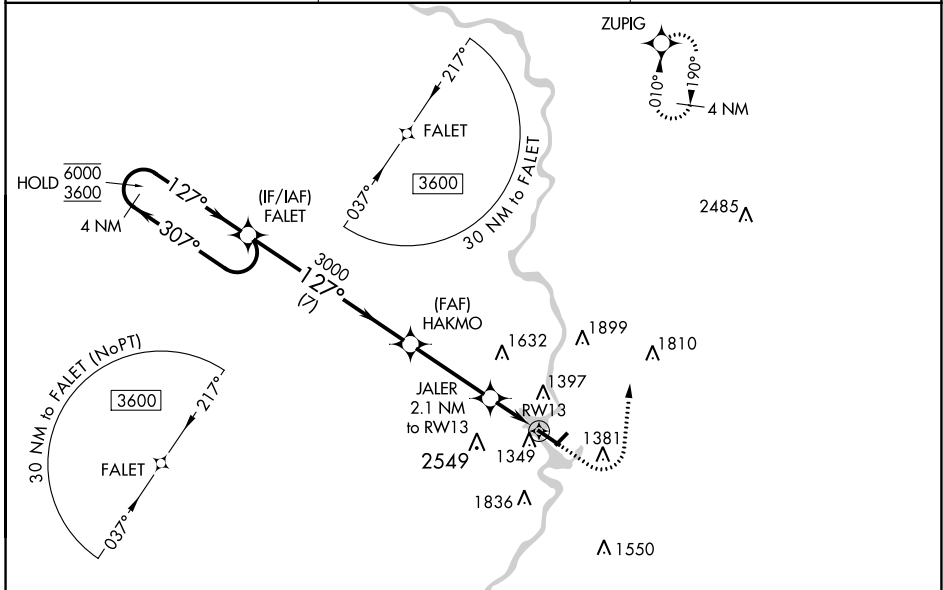 ZUPIG
010°
190°
4 NM
217°
FALET
3600
037°
30 NM to FALET
HOLD 6000
3600
4 NM
127°
307°
(IF/IAF)
FALET
3000
127°
(7)
2485
(FAF)
HAKMO
1632
1899
1810
1397
JALER
2.1 NM
to RW13
RW13
2549
1349
1381
1836
1550
30 NM to FALET (NoPT)
3600
217°
FALET
037°